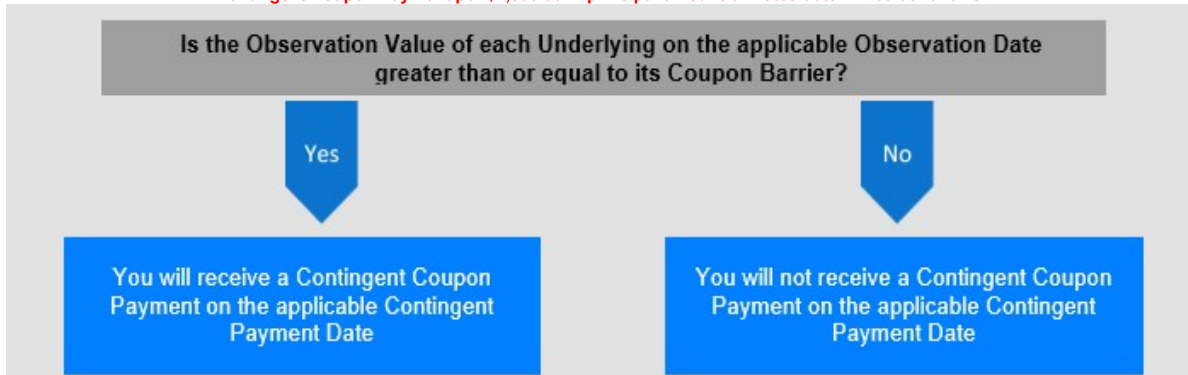 Is the Observation Value of each Underlying on the applicable Observation Date
greater than or equal to its Coupon Barrier?
Yes
No
You will receive a Contingent Coupon
Payment on the applicable Contingent
Payment Date
You will not receive a Contingent Coupon
Payment on the applicable Contingent
Payment Date